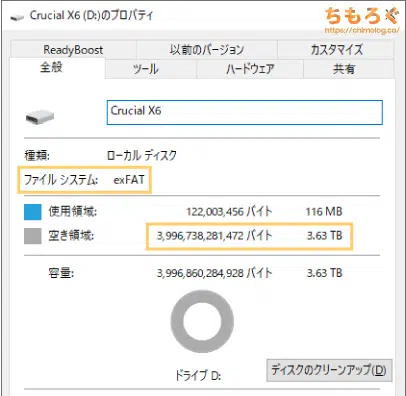 Crucial X6 (D:)のプロパティ
ちもろぐ
https://chimolog.co/
ReadyBoost 以前のバージョン カスタマイズ
全般 ツール ハードウェア 共有
Crucial X6
種類: ローカル ディスク
ファイル システム: exFAT
使用領域: 122,003,456 バイト 116 MB
空き領域: 3,996,738,281,472 バイト 3.63 TB
容量: 3,996,860,284,928 バイト 3.63 TB
ドライブ D:
ディスクのクリーンアップ(D)